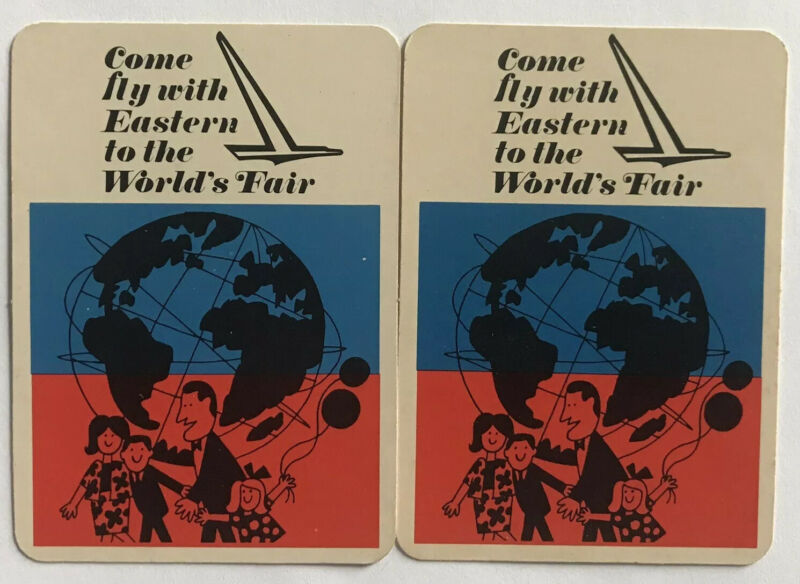 Come
fly with
Eastern
to the
World's Fair
Come
fly with
Eastern
to the
World's Fair